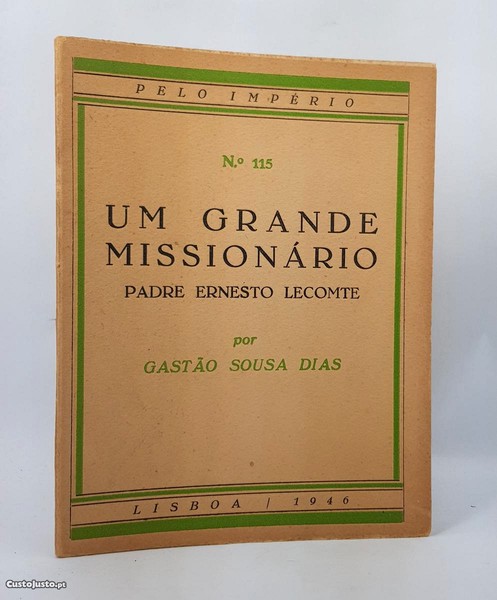 PELO IMPÉRIO
N.º 115
UM GRANDE
MISSIONÁRIO
PADRE ERNESTO LECOMTE
por
GASTÃO SOUSA DIAS
LISBOA / 1946
CustoJusto.pt